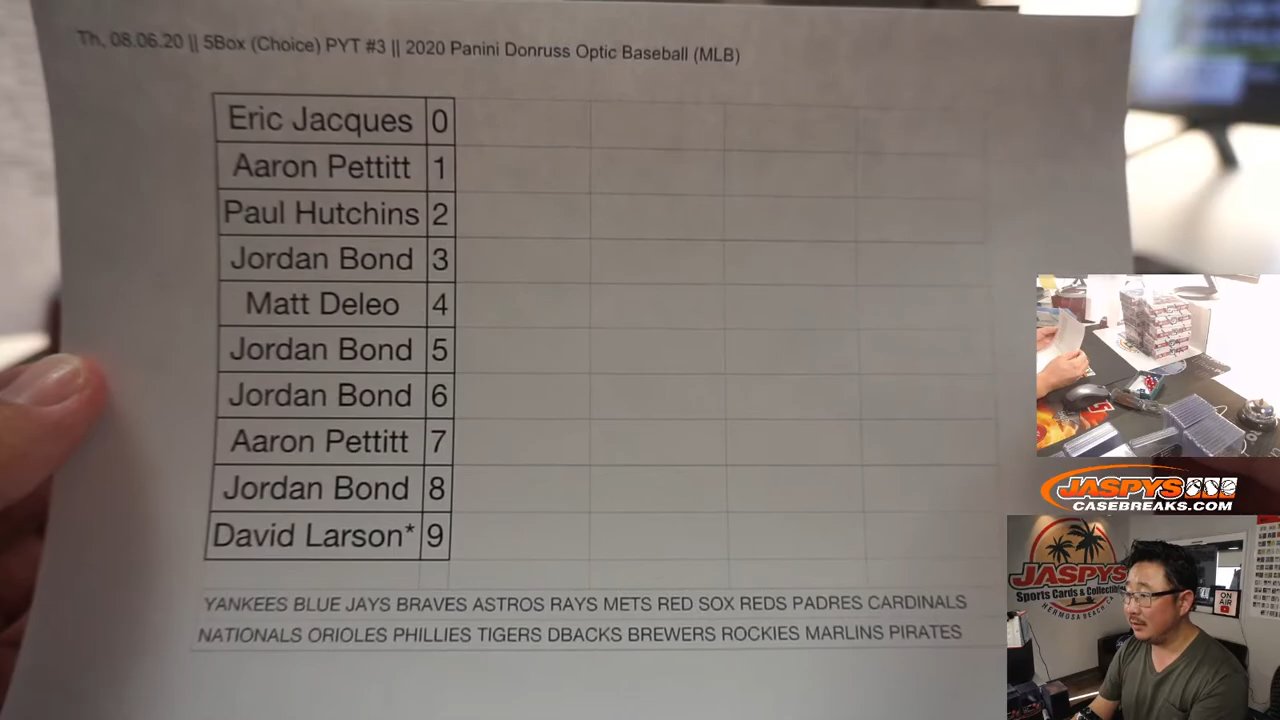 Th, 08.06.20 || 5Box (Choice) PYT #3 || 2020 Panini Donruss Optic Baseball (MLB)
Eric Jacques 0
Aaron Pettitt 1
Paul Hutchins 2
Jordan Bond 3
Matt Deleo 4
Jordan Bond 5
Jordan Bond 6
Aaron Pettitt 7
Jordan Bond 8
David Larson* 9
YANKEES BLUE JAYS BRAVES ASTROS RAYS METS RED SOX REDS PADRES CARDINALS
NATIONALS ORIOLES PHILLIES TIGERS DBACKS BREWERS ROCKIES MARLINS PIRATES
JASPYS
CASEBREAKS.COM
JASPYS
Sports Cards & Collectibles
HERMOSA BEACH, CA
ON AIR